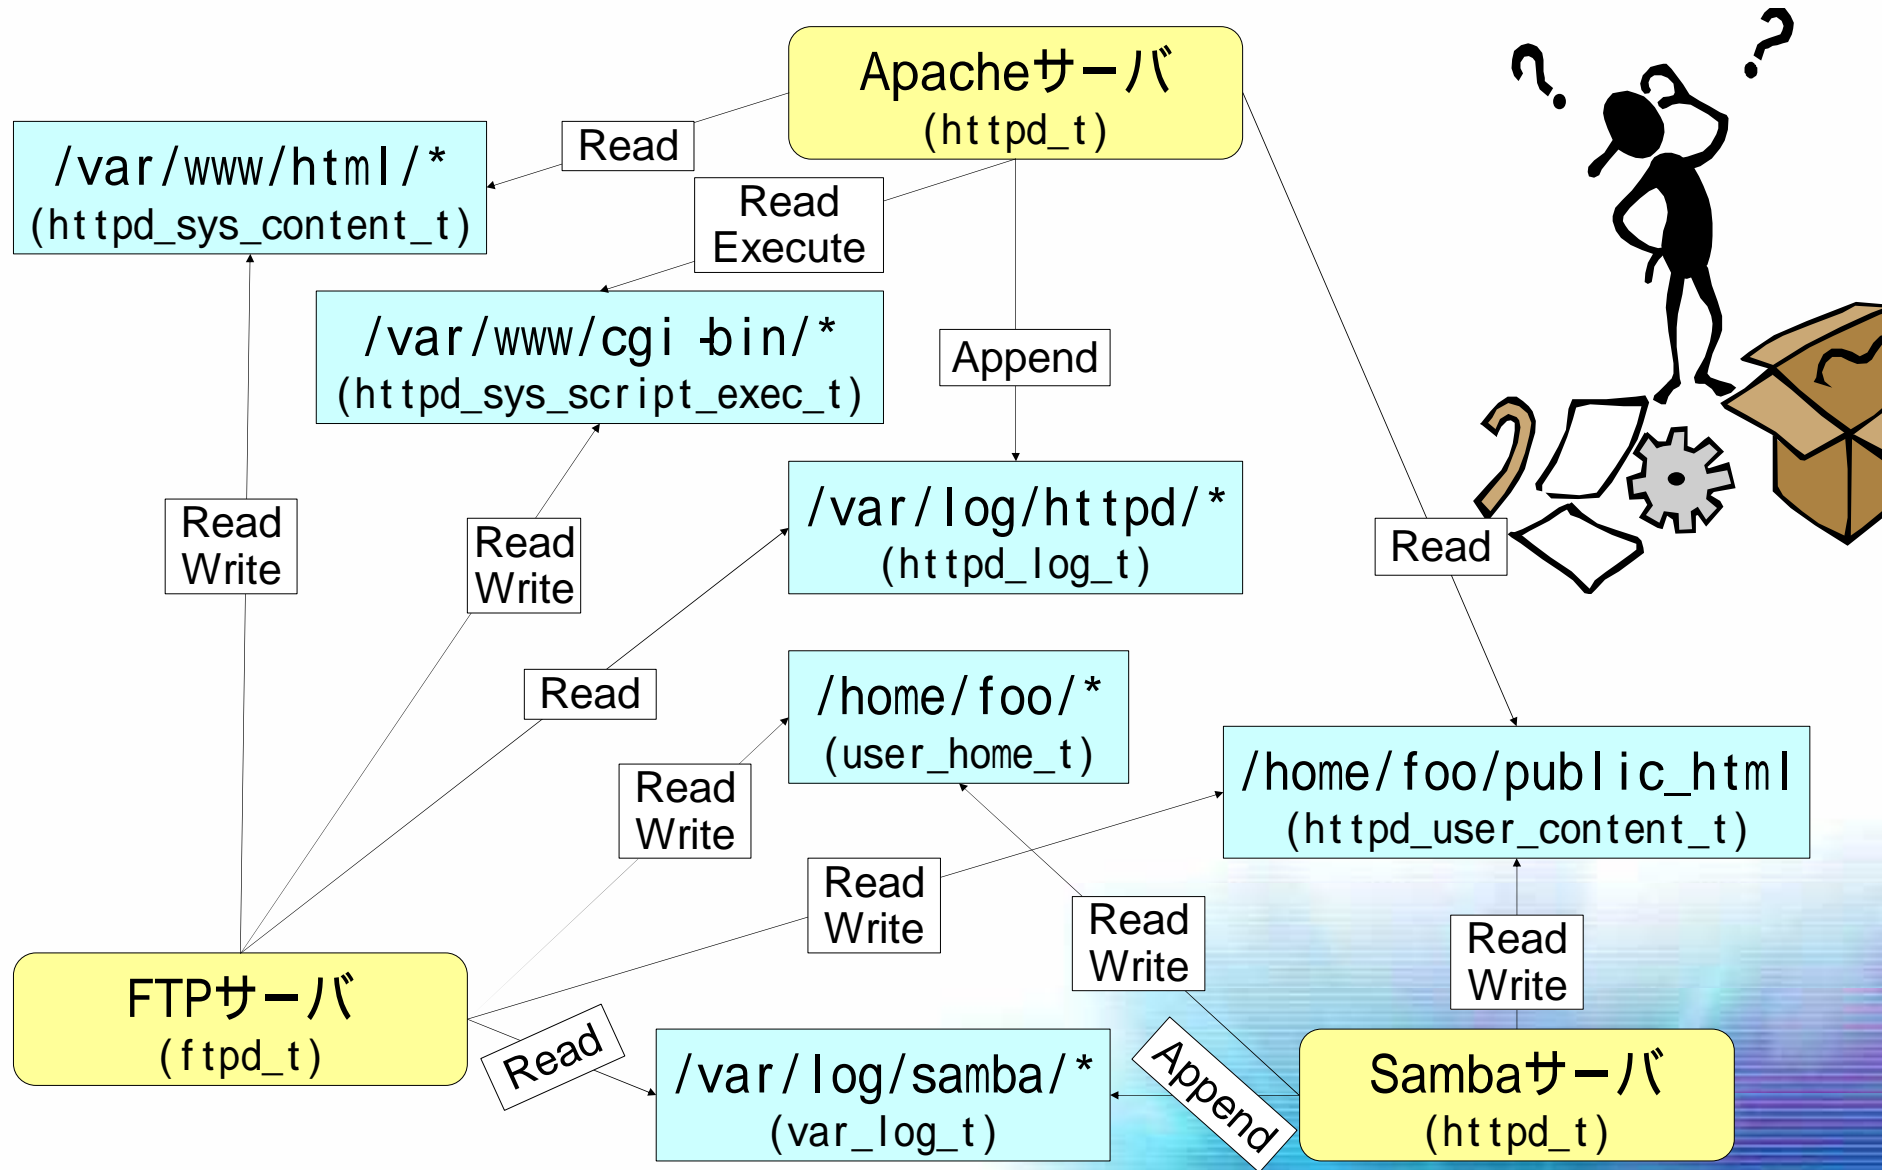 Apacheサーバ
(httpd_t)
Read
/var/www/html/*
(httpd_sys_content_t)
Read
Execute
/var/www/cgi-bin/*
(httpd_sys_script_exec_t)
Append
/var/log/httpd/*
(httpd_log_t)
Read
Read
Write
Read
Write
Read
/home/foo/*
(user_home_t)
/home/foo/public_html
(httpd_user_content_t)
Read
Write
Read
Write
Read
Write
Read
Write
FTPサーバ
(ftpd_t)
Read
/var/log/samba/*
(var_log_t)
Append
Sambaサーバ
(httpd_t)